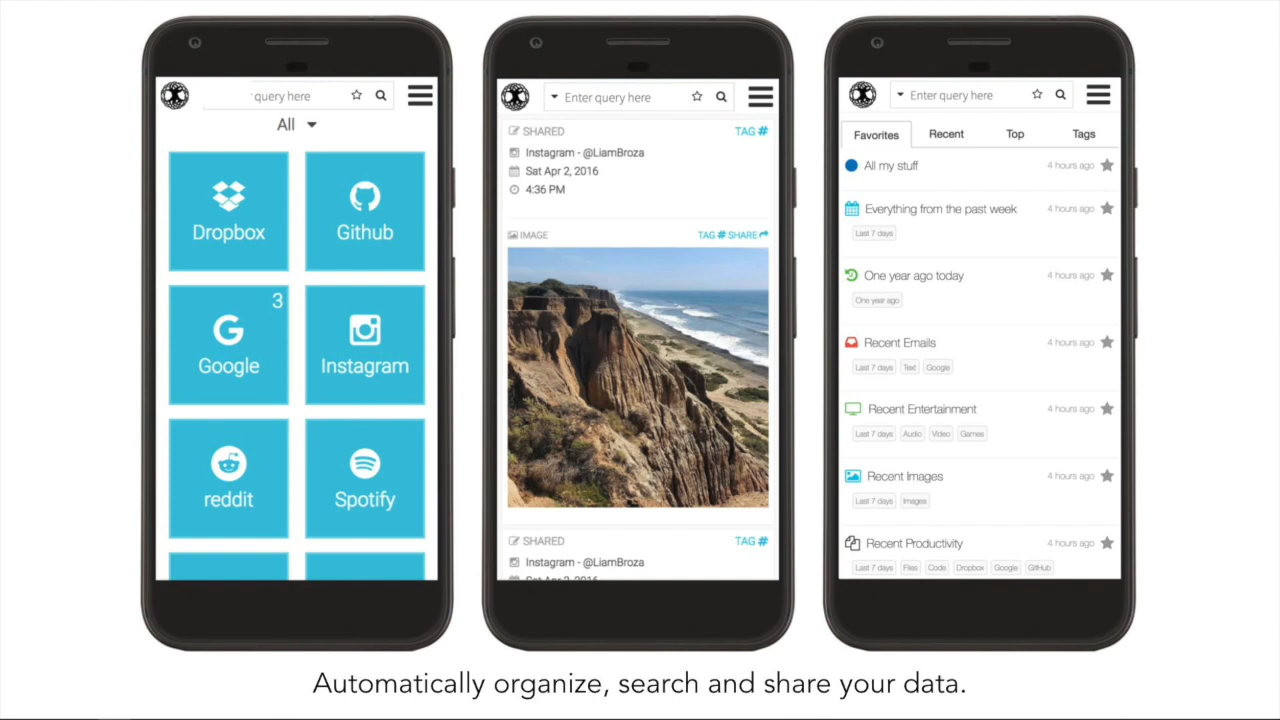 query here
All
Dropbox
Github
3
Google
Instagram
reddit
Spotify
Enter query here
SHARED TAG #
Instagram - @LiamBroza
Sat Apr 2, 2016
4:36 PM
IMAGE TAG # SHARE
SHARED TAG #
Instagram - @LiamBroza
Sat Apr 2, 2016
Enter query here
Favorites Recent Top Tags
All my stuff 4 hours ago
Everything from the past week 4 hours ago
Last 7 days
One year ago today 4 hours ago
One year ago
Recent Emails 4 hours ago
Last 7 days Text Google
Recent Entertainment 4 hours ago
Last 7 days Audio Video Games
Recent Images 4 hours ago
Last 7 days Images
Recent Productivity 4 hours ago
Last 7 days Files Code Dropbox Google GitHub
Automatically organize, search and share your data.